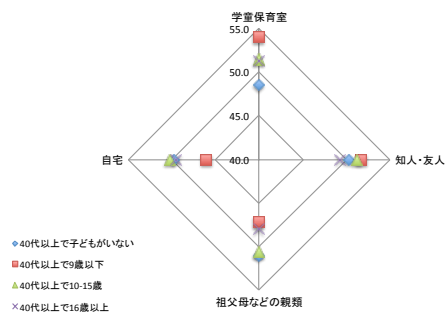 学童保育室
55.0
50.0
45.0
自宅
40.0
知人・友人
40代以上で子どもがいない
40代以上で9歳以下
40代以上で10-15歳
40代以上で16歳以上
祖父母などの親類